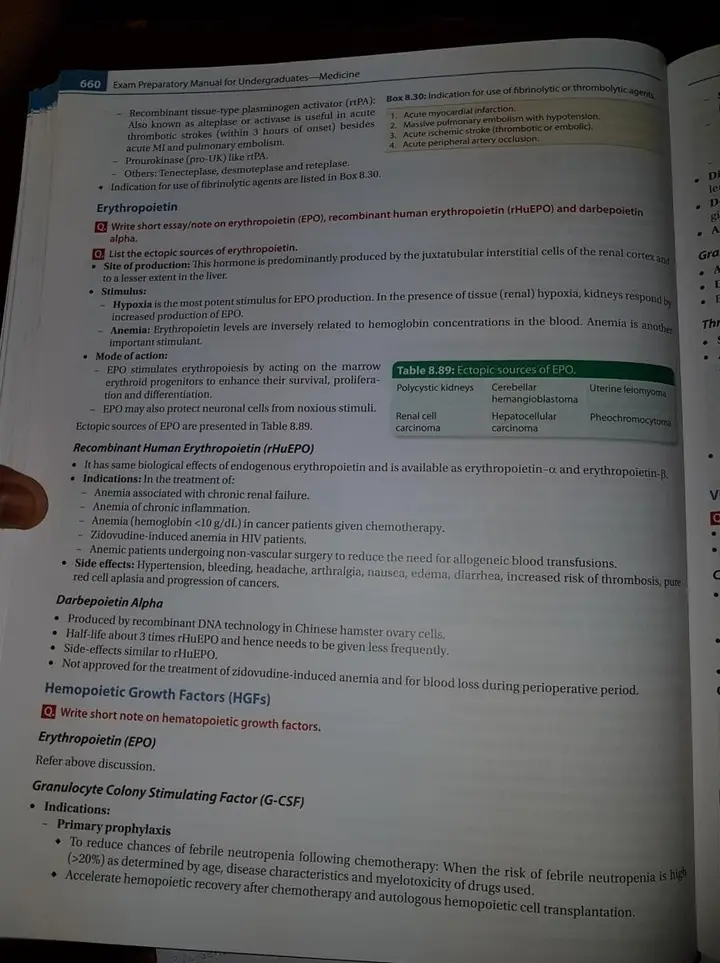 660 Exam Preparatory Manual for Undergraduates—Medicine
– Recombinant tissue-type plasminogen activator (rtPA):
Also known as alteplase or activase is useful in acute
thrombotic strokes (within 3 hours of onset) besides
acute MI and pulmonary embolism.
– Prourokinase (pro-UK) like rtPA.
– Others: Tenecteplase, desmoteplase and reteplase.
• Indication for use of fibrinolytic agents are listed in Box 8.30.
Box 8.30: Indication for use of fibrinolytic or thrombolytic agents
1. Acute myocardial infarction.
2. Massive pulmonary embolism with hypotension.
3. Acute ischemic stroke (thrombotic or embolic).
4. Acute peripheral artery occlusion.
Erythropoietin
Q. Write short essay/note on erythropoietin (EPO), recombinant human erythropoietin (rHuEPO) and darbepoietin
alpha.
Q. List the ectopic sources of erythropoietin.
• Site of production: This hormone is predominantly produced by the juxtatubular interstitial cells of the renal cortex and
to a lesser extent in the liver.
• Stimulus:
– Hypoxia is the most potent stimulus for EPO production. In the presence of tissue (renal) hypoxia, kidneys respond by
increased production of EPO.
– Anemia: Erythropoietin levels are inversely related to hemoglobin concentrations in the blood. Anemia is another
important stimulant.
• Mode of action:
– EPO stimulates erythropoiesis by acting on the marrow
erythroid progenitors to enhance their survival, prolifera-
tion and differentiation.
– EPO may also protect neuronal cells from noxious stimuli.
Ectopic sources of EPO are presented in Table 8.89.
Table 8.89: Ectopic sources of EPO.
Polycystic kidneys Cerebellar Uterine feiomyoma
hemangioblastoma
Renal cell Hepatocellular Pheochromocytoma
carcinoma carcinoma
Recombinant Human Erythropoietin (rHuEPO)
• It has same biological effects of endogenous erythropoietin and is available as erythropoietin–α and erythropoietin-β.
• Indications: In the treatment of:
– Anemia associated with chronic renal failure.
– Anemia of chronic inflammation.
– Anemia (hemoglobin <10 g/dL) in cancer patients given chemotherapy.
– Zidovudine-induced anemia in HIV patients.
– Anemic patients undergoing non-vascular surgery to reduce the need for allogeneic blood transfusions.
• Side effects: Hypertension, bleeding, headache, arthralgia, nausea, edema, diarrhea, increased risk of thrombosis, pure
red cell aplasia and progression of cancers.
Darbepoietin Alpha
• Produced by recombinant DNA technology in Chinese hamster ovary cells.
• Half-life about 3 times rHuEPO and hence needs to be given less frequently.
• Side-effects similar to rHuEPO.
• Not approved for the treatment of zidovudine-induced anemia and for blood loss during perioperative period.
Hemopoietic Growth Factors (HGFs)
Q. Write short note on hematopoietic growth factors.
Erythropoietin (EPO)
Refer above discussion.
Granulocyte Colony Stimulating Factor (G-CSF)
• Indications:
– Primary prophylaxis
◆ To reduce chances of febrile neutropenia following chemotherapy: When the risk of febrile neutropenia is high
(>20%) as determined by age, disease characteristics and myelotoxicity of drugs used.
◆ Accelerate hemopoietic recovery after chemotherapy and autologous hemopoietic cell transplantation.